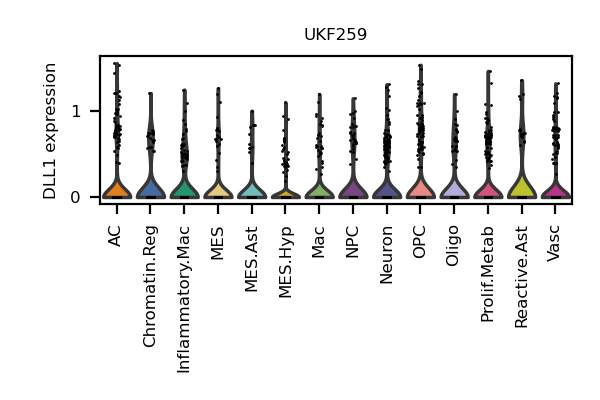 UKF259
DLL1 expression
1
0
AC
Chromatin.Reg
Inflammatory.Mac
MES
MES.Ast
MES.Hyp
Mac
NPC
Neuron
OPC
Oligo
Prolif.Metab
Reactive.Ast
Vasc